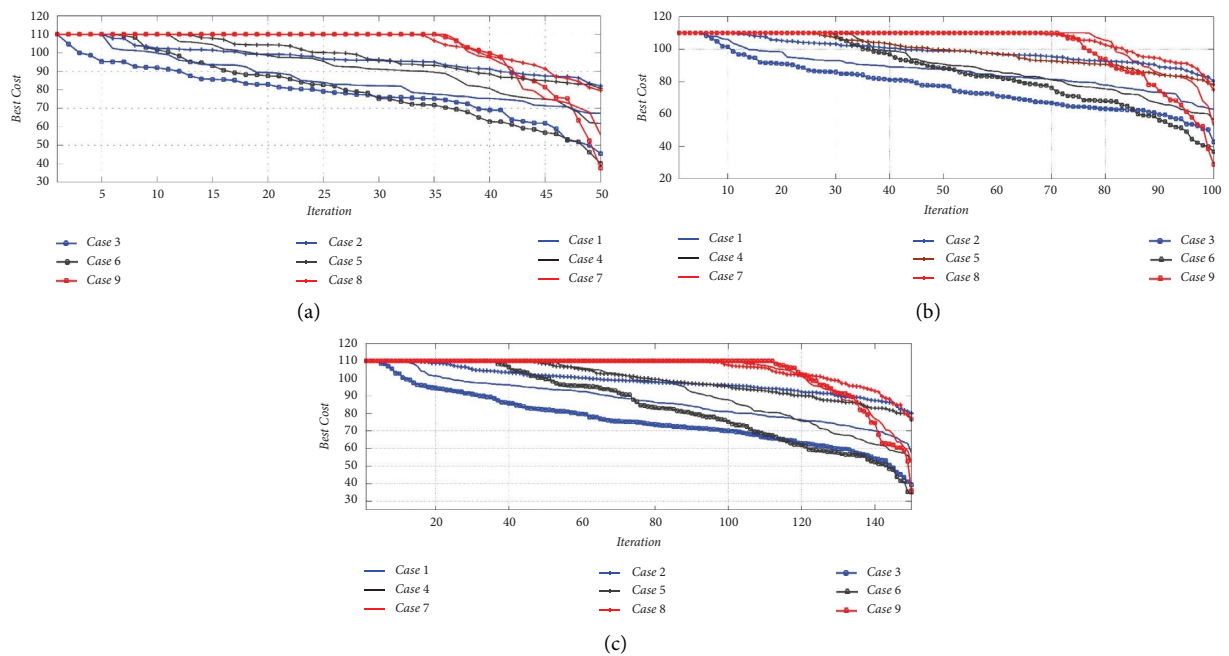 120
110
100
90
80
70
60
50
40
30
Best Cost
5 10 15 20 25 30 35 40 45 50
Iteration
Case 3 Case 2 Case 1
Case 6 Case 5 Case 4
Case 9 Case 8 Case 7
(a)
120
100
80
60
40
20
Best Cost
10 20 30 40 50 60 70 80 90 100
Iteration
Case 1 Case 2 Case 3
Case 4 Case 5 Case 6
Case 7 Case 8 Case 9
(b)
120
110
100
90
80
70
60
50
40
30
Best Cost
20 40 60 80 100 120 140
Iteration
Case 1 Case 2 Case 3
Case 4 Case 5 Case 6
Case 7 Case 8 Case 9
(c)